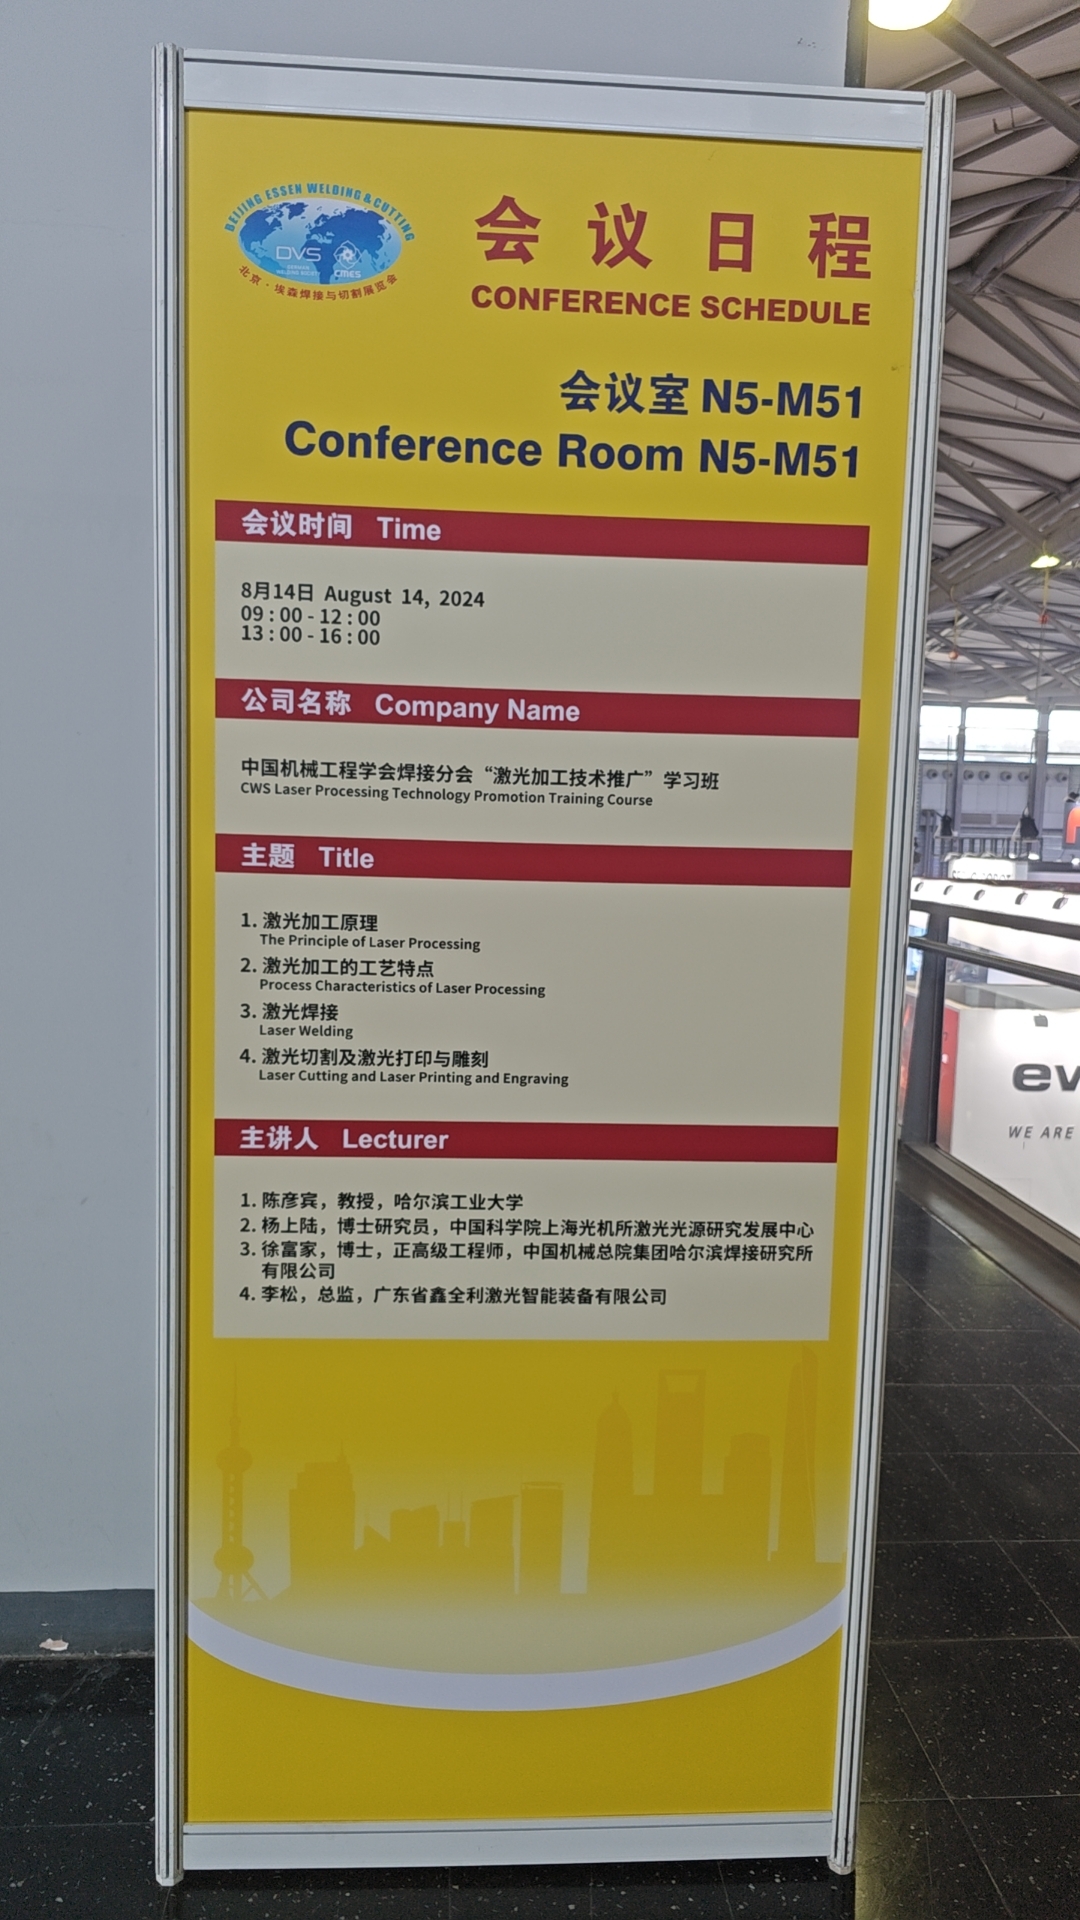 BEIJING ESSEN WELDING & CUTTING
DVS
GERMAN
WELDING SOCIETY
CMES
北京·埃森焊接与切割展览会
会议日程
CONFERENCE SCHEDULE
会议室 N5-M51
Conference Room N5-M51
会议时间 Time
8月14日 August 14, 2024
09:00-12:00
13:00-16:00
公司名称 Company Name
中国机械工程学会焊接分会“激光加工技术推广”学习班
CWS Laser Processing Technology Promotion Training Course
主题 Title
1. 激光加工原理
The Principle of Laser Processing
2. 激光加工的工艺特点
Process Characteristics of Laser Processing
3. 激光焊接
Laser Welding
4. 激光切割及激光打印与雕刻
Laser Cutting and Laser Printing and Engraving
主讲人 Lecturer
1. 陈彦宾，教授，哈尔滨工业大学
2. 杨上陆，博士研究员，中国科学院上海光机所激光光源研究发展中心
3. 徐富家，博士，正高级工程师，中国机械总院集团哈尔滨焊接研究所
有限公司
4. 李松，总监，广东省鑫全利激光智能装备有限公司
ev
WE ARE